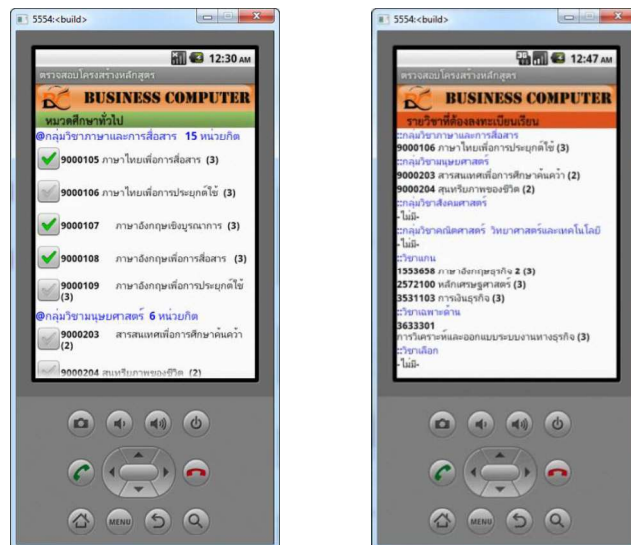 5554:<build>
12:30 AM
ตรวจสอบโครงสร้างหลักสูตร
BC BUSINESS COMPUTER
หมวดศึกษาทั่วไป
@กลุ่มวิชาภาษาและการสื่อสาร 15 หน่วยกิต
9000105 ภาษาไทยเพื่อการสื่อสาร (3)
9000106 ภาษาไทยเพื่อการประยุกต์ใช้ (3)
9000107 ภาษาอังกฤษเชิงบูรณาการ (3)
9000108 ภาษาอังกฤษเพื่อการสื่อสาร (3)
9000109 ภาษาอังกฤษเพื่อการประยุกต์ใช้
(3)
@กลุ่มวิชามนุษยศาสตร์ 6 หน่วยกิต
9000203 สารสนเทศเพื่อการศึกษาค้นคว้า
(2)
9000204 สุนทรียภาพของชีวิต (2)
MENU
5554:<build>
3G
12:47 AM
ตรวจสอบโครงสร้างหลักสูตร
BC BUSINESS COMPUTER
รายวิชาที่ต้องลงทะเบียนเรียน
::กลุ่มวิชาภาษาและการสื่อสาร
9000106 ภาษาไทยเพื่อการประยุกต์ใช้ (3)
::กลุ่มวิชามนุษยศาสตร์
9000203 สารสนเทศเพื่อการศึกษาค้นคว้า (2)
9000204 สุนทรียภาพของชีวิต (2)
::กลุ่มวิชาสังคมศาสตร์
-ไม่มี-
::กลุ่มวิชาคณิตศาสตร์ วิทยาศาสตร์และเทคโนโลยี
-ไม่มี-
::วิชาแกน
1553658 ภาษาอังกฤษธุรกิจ 2 (3)
2572100 หลักเศรษฐศาสตร์ (3)
3531103 การเงินธุรกิจ (3)
::วิชาเฉพาะด้าน
3633301
การวิเคราะห์และออกแบบระบบงานทางธุรกิจ (3)
::วิชาเลือก
-ไม่มี-
MENU